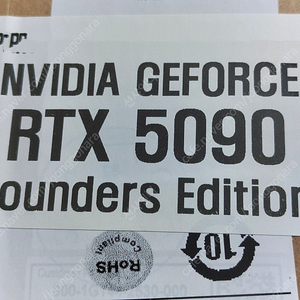 NVIDIA GEFORCE
RTX 5090
ounders Edition
RoHS
Compliant
10